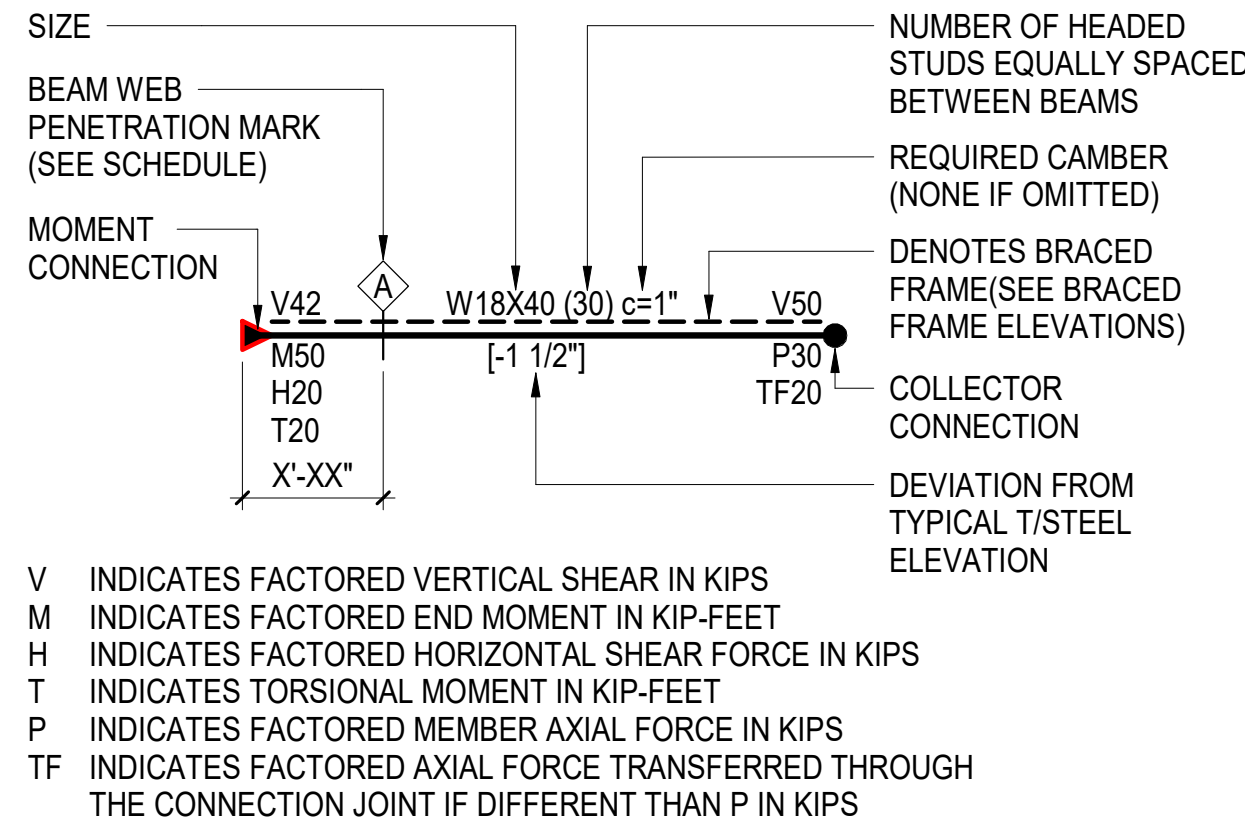 SIZE
BEAM WEB
PENETRATION MARK
(SEE SCHEDULE)
MOMENT
CONNECTION
NUMBER OF HEADED
STUDS EQUALLY SPACED
BETWEEN BEAMS
REQUIRED CAMBER
(NONE IF OMITTED)
DENOTES BRACED
FRAME(SEE BRACED
FRAME ELEVATIONS)
COLLECTOR
CONNECTION
DEVIATION FROM
TYPICAL T/STEEL
ELEVATION
A
V42 W18X40 (30) c=1" V50
M50 [-1 1/2"] P30
H20 TF20
T20
X'-XX"
V INDICATES FACTORED VERTICAL SHEAR IN KIPS
M INDICATES FACTORED END MOMENT IN KIP-FEET
H INDICATES FACTORED HORIZONTAL SHEAR FORCE IN KIPS
T INDICATES TORSIONAL MOMENT IN KIP-FEET
P INDICATES FACTORED MEMBER AXIAL FORCE IN KIPS
TF INDICATES FACTORED AXIAL FORCE TRANSFERRED THROUGH
THE CONNECTION JOINT IF DIFFERENT THAN P IN KIPS